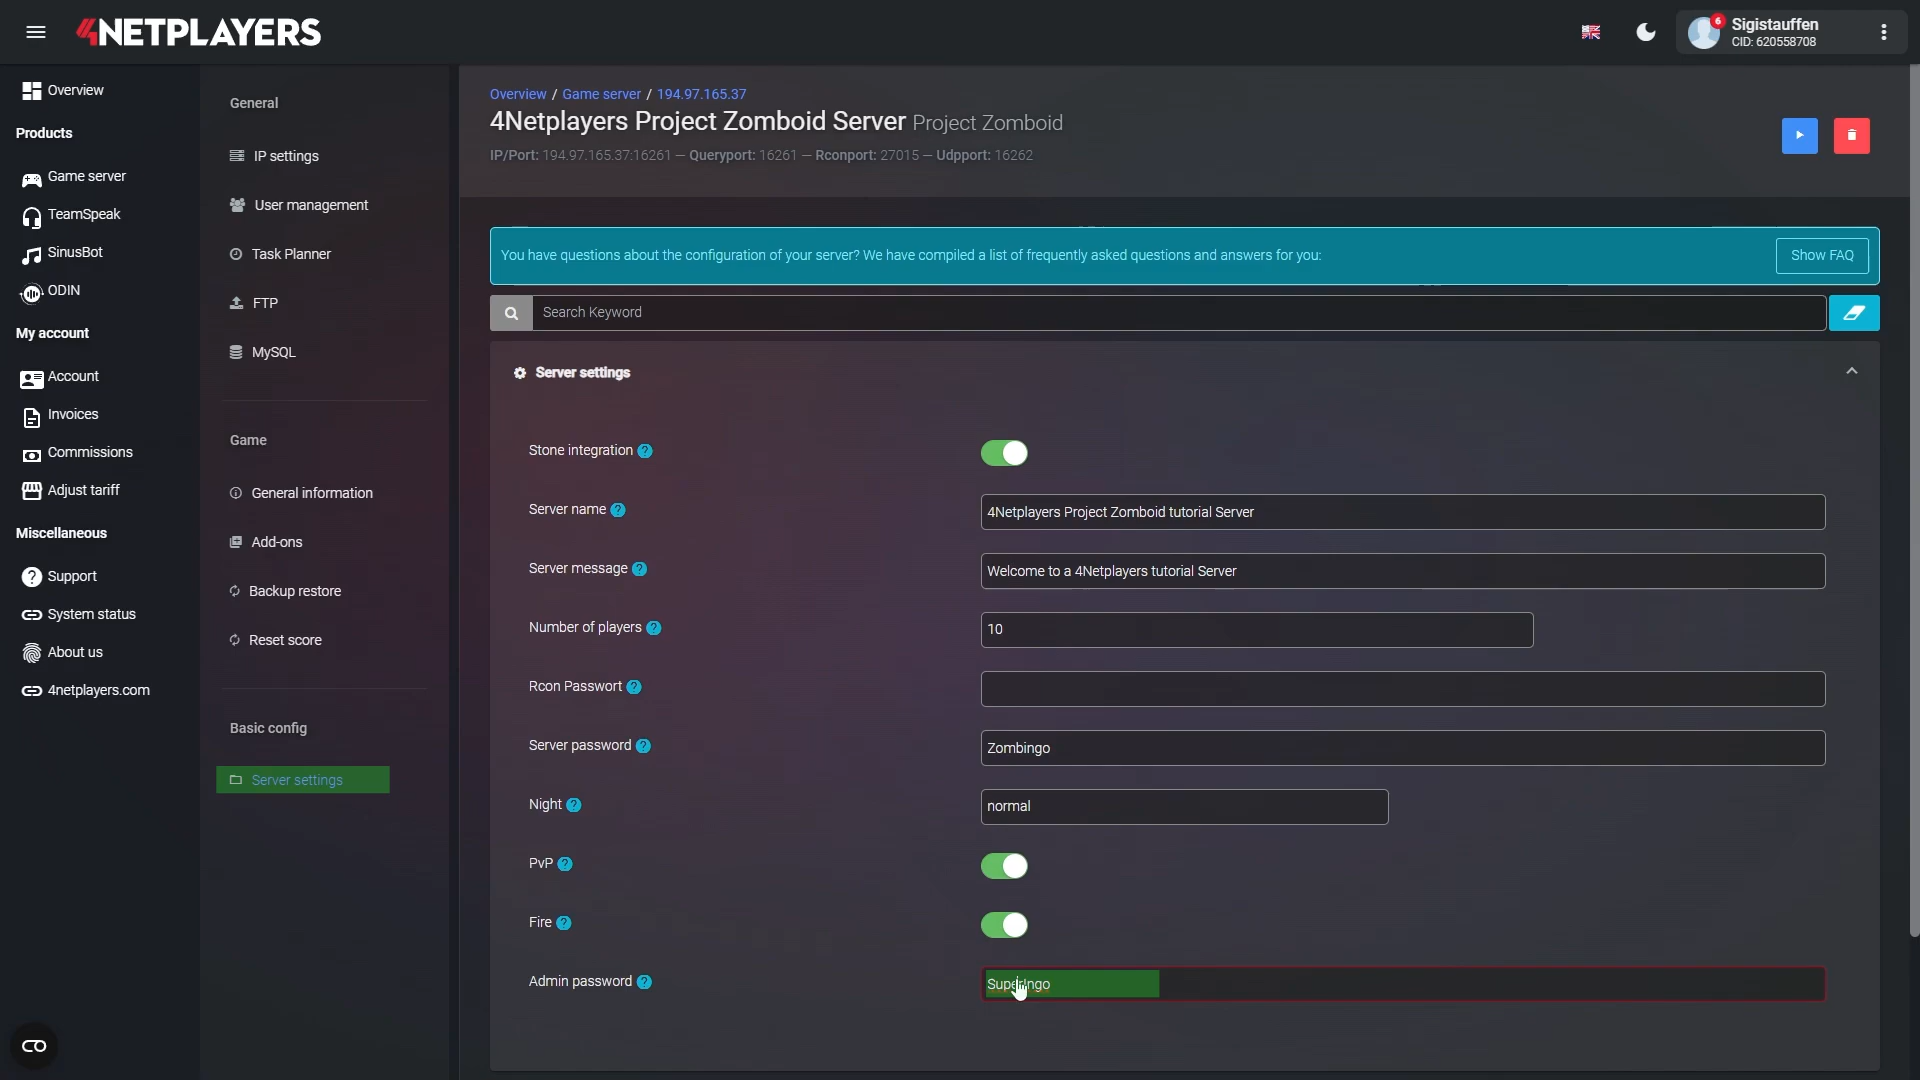 4NETPLAYERS
6
Sigistauffen
CID: 620558708
Overview
Products
Game server
TeamSpeak
SinusBot
ODIN
My account
Account
Invoices
Commissions
Adjust tariff
Miscellaneous
Support
System status
About us
4netplayers.com
General
IP settings
User management
Task Planner
FTP
MySQL
Game
General information
Add-ons
Backup restore
Reset score
Basic config
Server settings
Overview / Game server / 194.97.165.37
4Netplayers Project Zomboid Server Project Zomboid
IP/Port: 194.97.165.37:16261 — Queryport: 16261 — Rconport: 27015 — Udpport: 16262
You have questions about the configuration of your server? We have compiled a list of frequently asked questions and answers for you:
Show FAQ
Search Keyword
Server settings
Stone integration ?
Server name ?
4Netplayers Project Zomboid tutorial Server
Server message ?
Welcome to a 4Netplayers tutorial Server
Number of players ?
10
Rcon Passwort ?
Server password ?
Zombingo
Night ?
normal
PvP ?
Fire ?
Admin password ?
SuperIngo